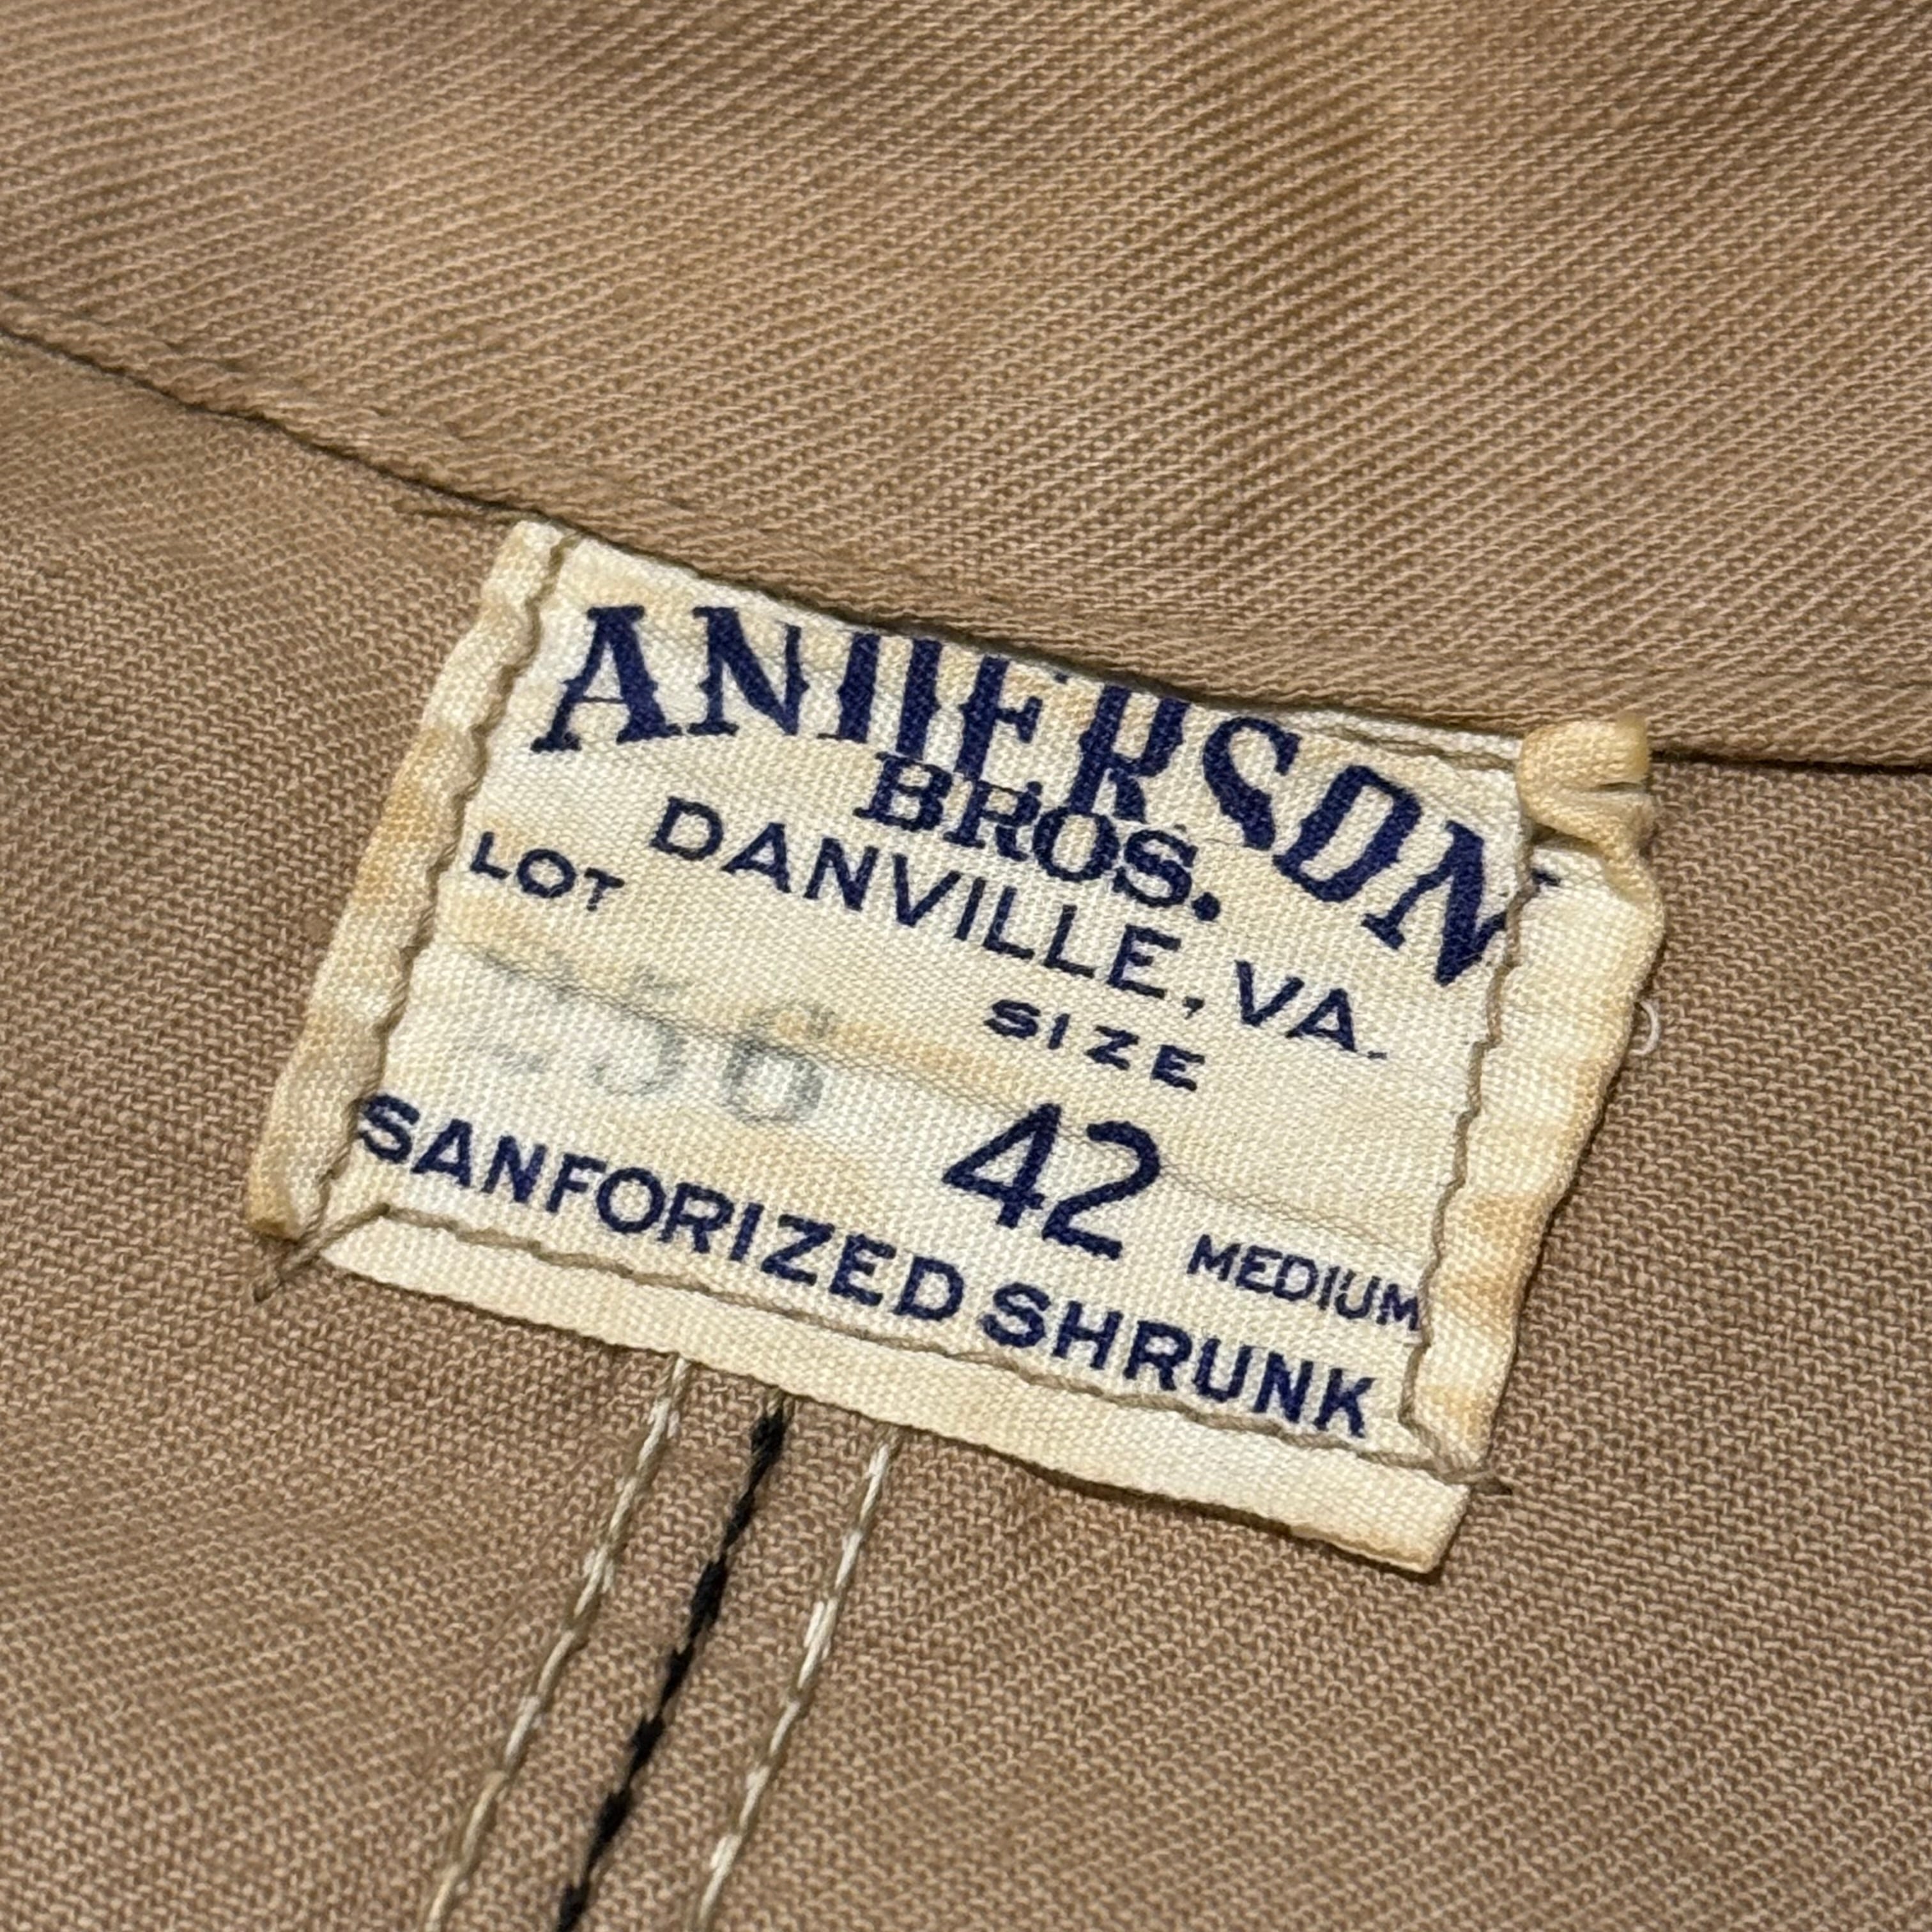 ANDERSON
BROS.
DANVILLE, VA.
LOT SIZE
42 MEDIUM
SANFORIZED SHRUNK